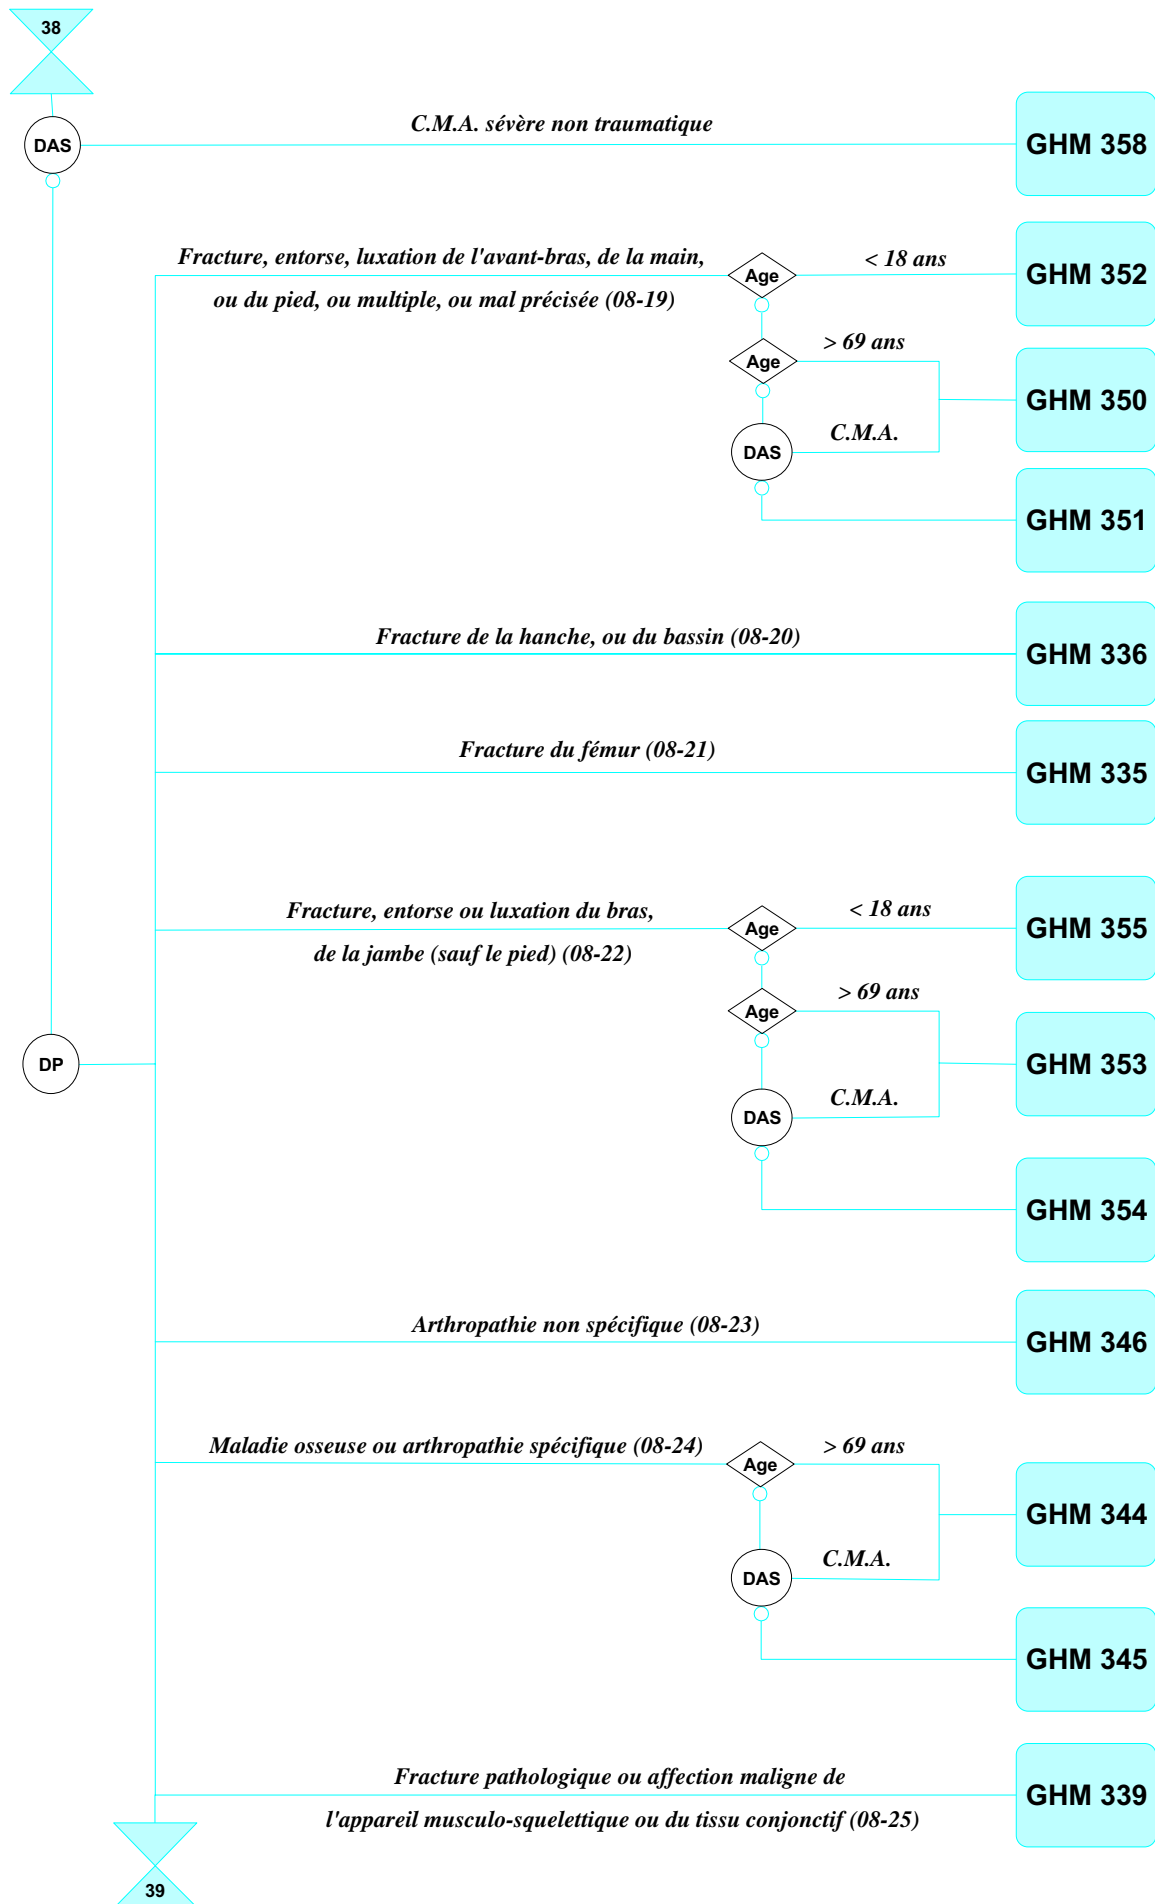 38
DAS
C.M.A. sévère non traumatique
GHM 358
Fracture, entorse, luxation de l'avant-bras, de la main,
ou du pied, ou multiple, ou mal précisée (08-19)
Age
< 18 ans
GHM 352
Age
> 69 ans
GHM 350
DAS
C.M.A.
GHM 351
Fracture de la hanche, ou du bassin (08-20)
GHM 336
Fracture du fémur (08-21)
GHM 335
Fracture, entorse ou luxation du bras,
de la jambe (sauf le pied) (08-22)
Age
< 18 ans
GHM 355
Age
> 69 ans
DP
GHM 353
DAS
C.M.A.
GHM 354
Arthropathie non spécifique (08-23)
GHM 346
Maladie osseuse ou arthropathie spécifique (08-24)
Age
> 69 ans
GHM 344
DAS
C.M.A.
GHM 345
Fracture pathologique ou affection maligne de
l'appareil musculo-squelettique ou du tissu conjonctif (08-25)
GHM 339
39